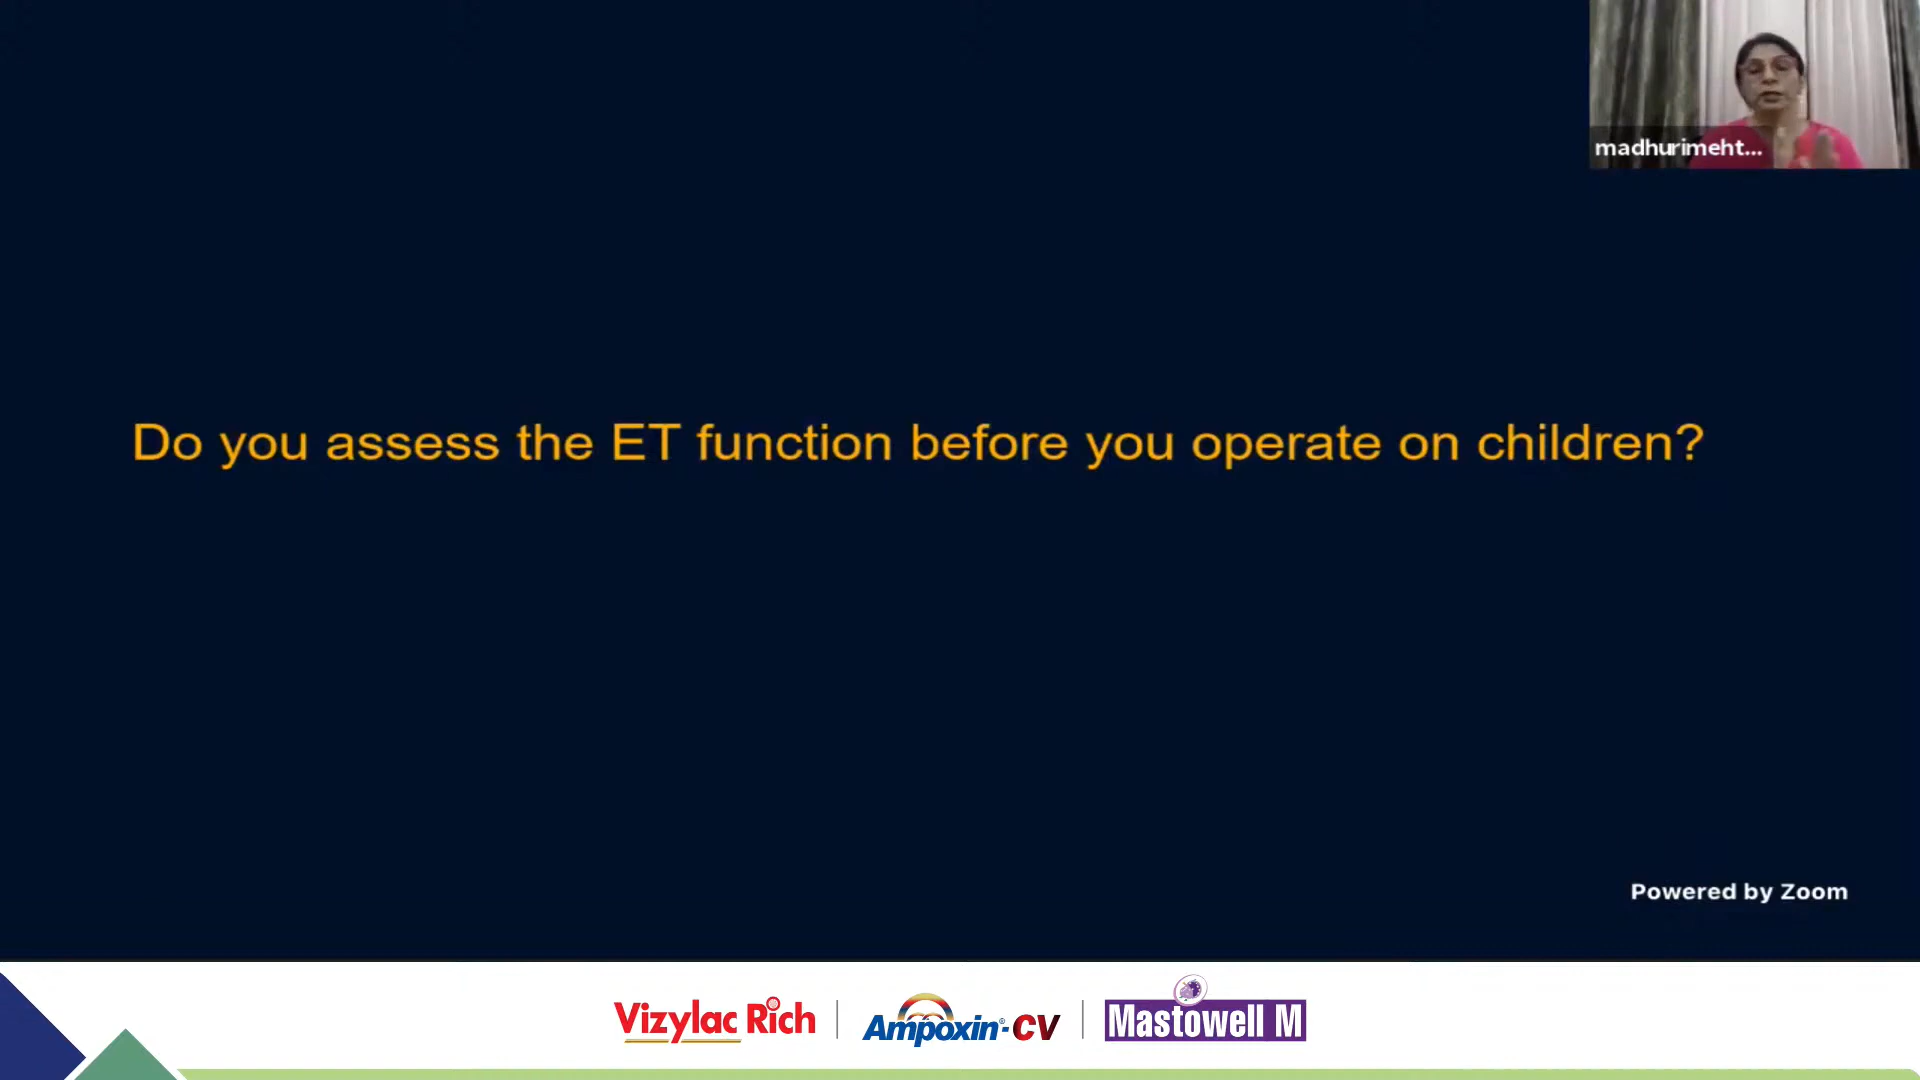 madhurimeht...
Do you assess the ET function before you operate on children?
Powered by Zoom
Vizylac Rich
Ampoxin®-CV
Mastowell M